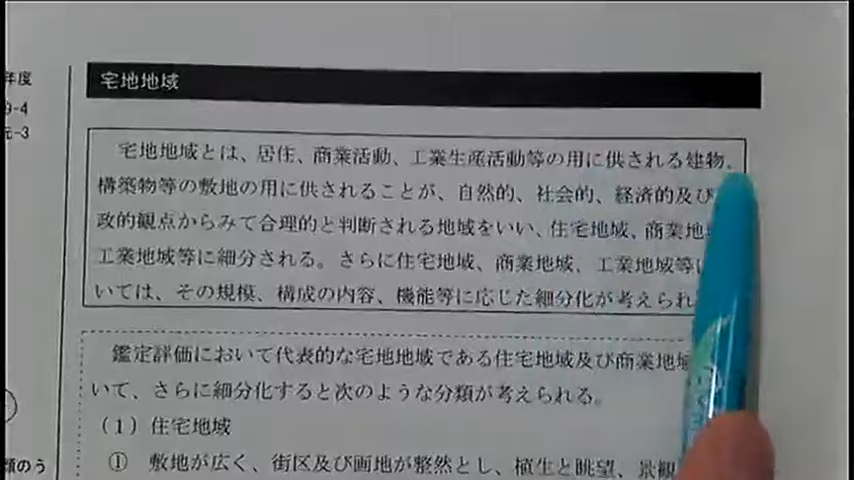 宅地地域
年度
9-4
元-3
宅地地域とは、居住、商業活動、工業生産活動等の用に供される建物、
構築物等の敷地の用に供されることが、自然的、社会的、経済的及び
政的観点からみて合理的と判断される地域をいい、住宅地域、商業地
工業地域等に細分される。さらに住宅地域、商業地域、工業地域等
いては、その規模、構成の内容、機能等に応じた細分化が考えられ
鑑定評価において代表的な宅地地域である住宅地域及び商業地域
いて、さらに細分化すると次のような分類が考えられる。
(1) 住宅地域
① 敷地が広く、街区及び画地が整然とし、植生と眺望、景観
類のう